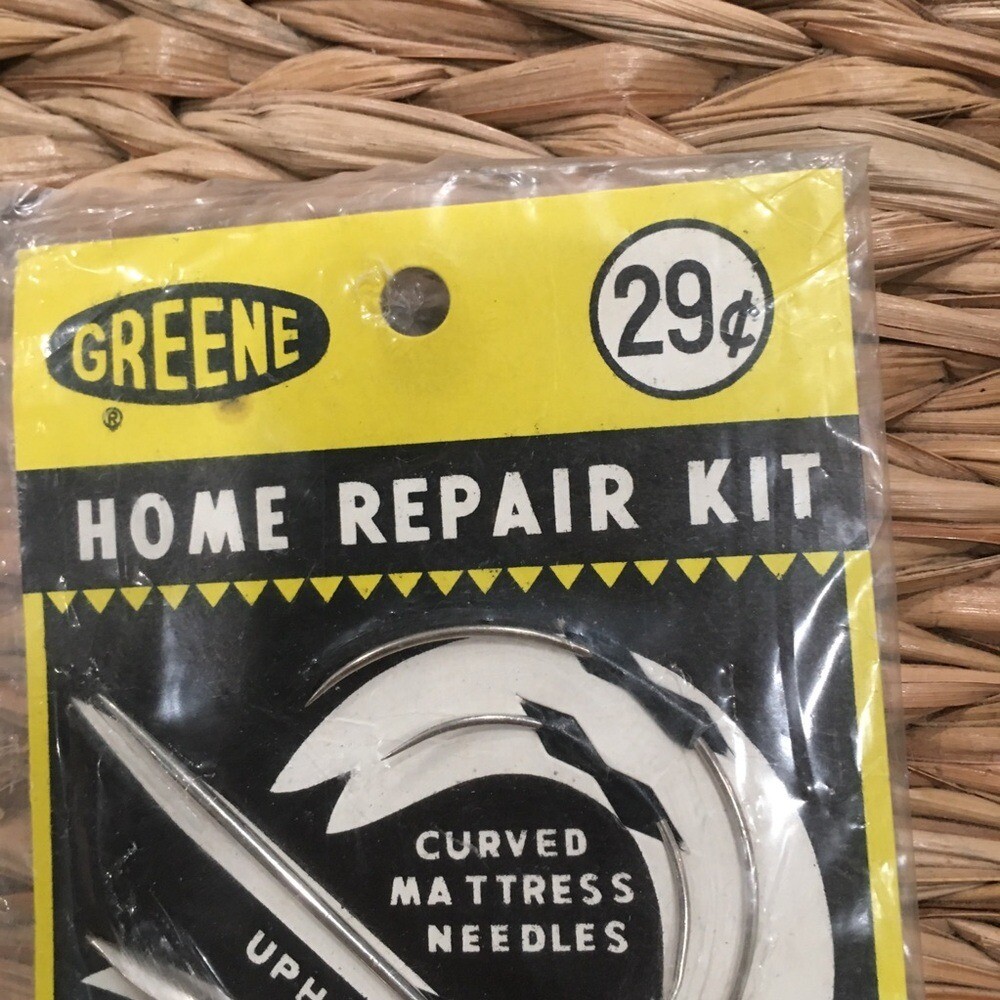 GREENE
®
29¢
HOME REPAIR KIT
CURVED
MATTRESS
NEEDLES